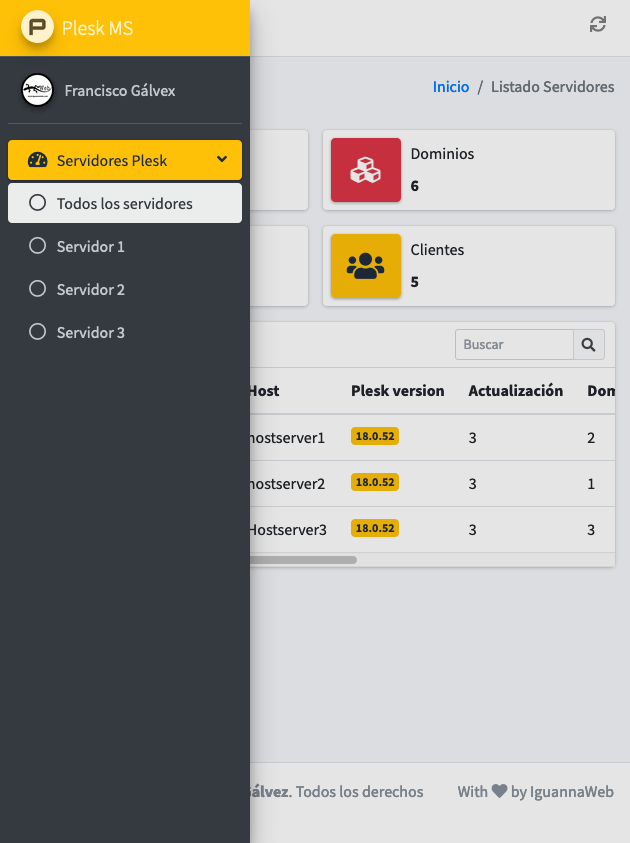 Plesk MS
Francisco Gálvex
Servidores Plesk
Todos los servidores
Servidor 1
Servidor 2
Servidor 3
Inicio / Listado Servidores
Dominios
6
Clientes
5
Buscar
Host Plesk version Actualización Dom
hostserver1 18.0.52 3 2
hostserver2 18.0.52 3 1
Hostserver3 18.0.52 3 3
Gálvez. Todos los derechos
With ♥ by IguannaWeb